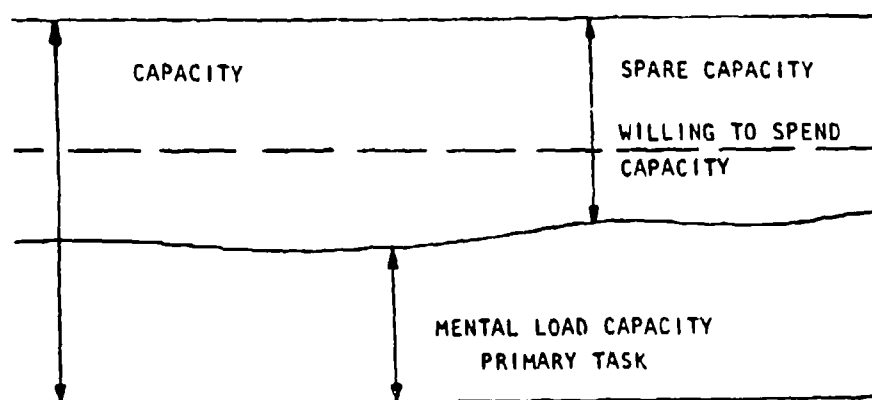 CAPACITY
SPARE CAPACITY
WILLING TO SPEND
CAPACITY
MENTAL LOAD CAPACITY
PRIMARY TASK